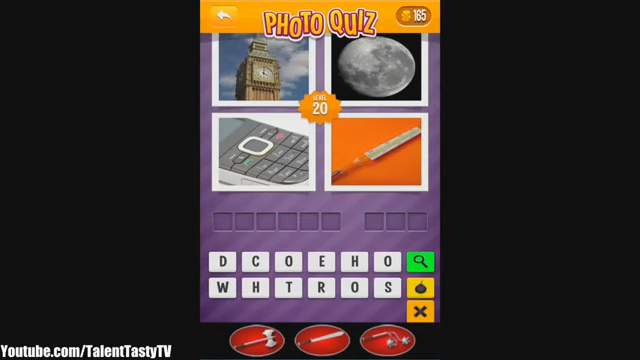 PHOTO QUIZ
165
LEVEL
20
D C O E H O
W H T R O S
Youtube.com/TalentTastyTV